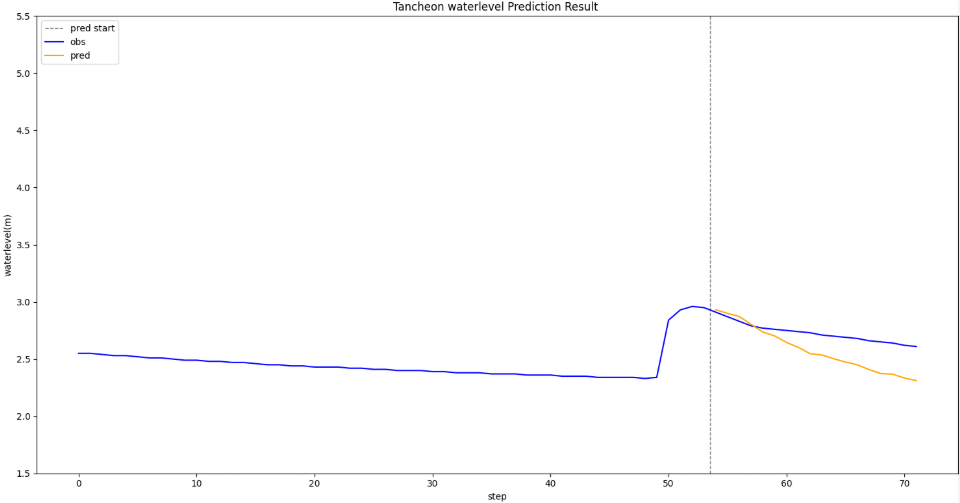 Tancheon waterlevel Prediction Result
pred start
obs
pred
5.5
5.0
4.5
4.0
3.5
3.0
2.5
2.0
1.5
waterlevel(m)
0 10 20 30 40 50 60 70
step